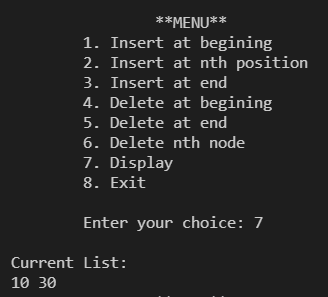 **MENU**
1. Insert at begining
2. Insert at nth position
3. Insert at end
4. Delete at begining
5. Delete at end
6. Delete nth node
7. Display
8. Exit
Enter your choice: 7
Current List:
10 30